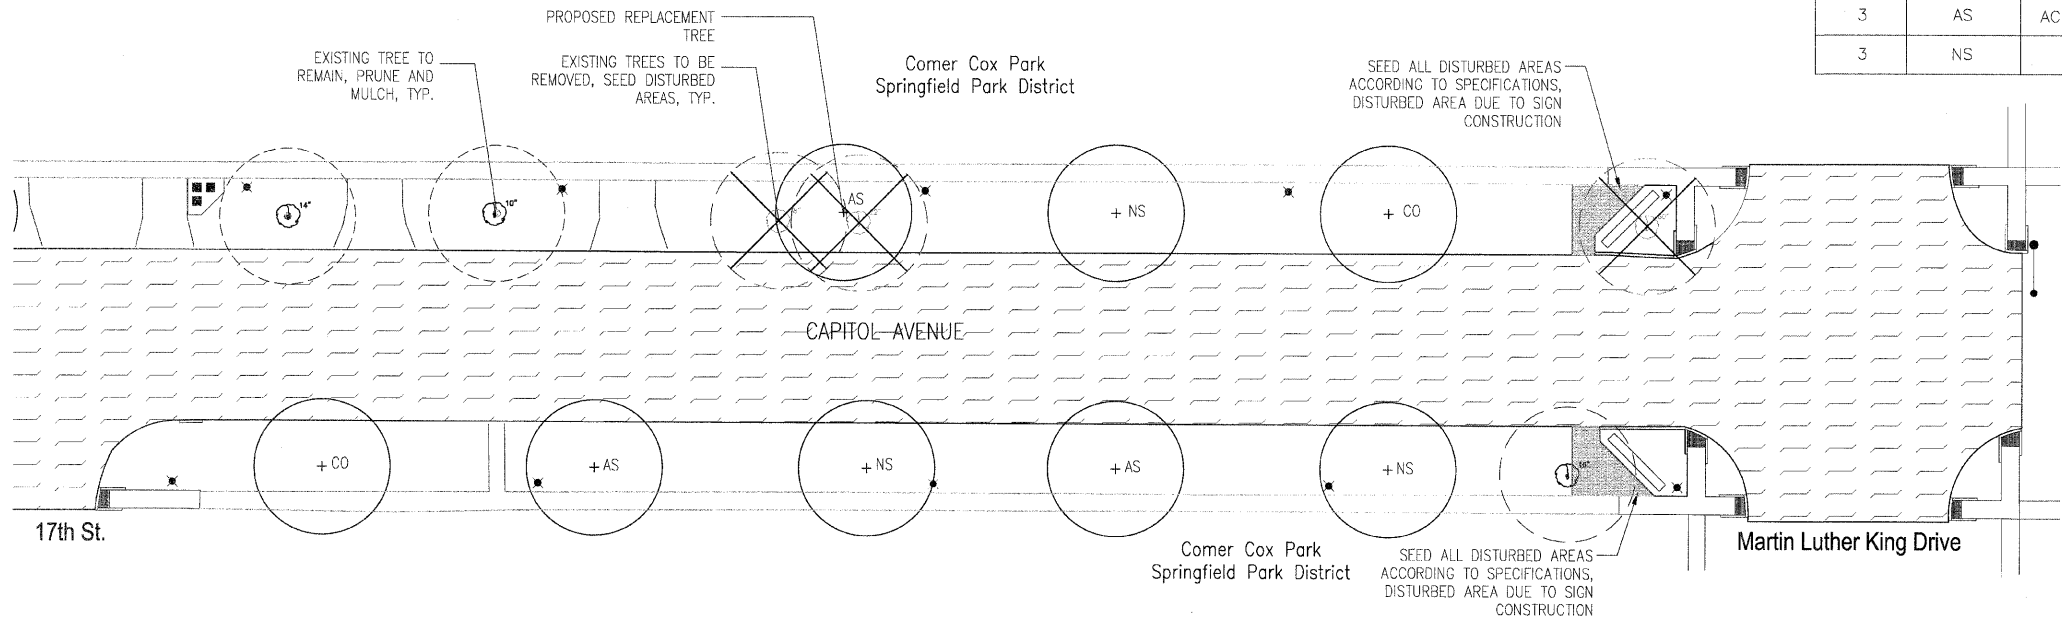 PROPOSED REPLACEMENT
TREE
EXISTING TREE TO
REMAIN, PRUNE AND
MULCH, TYP.
EXISTING TREES TO BE
REMOVED, SEED DISTURBED
AREAS, TYP.
Comer Cox Park
Springfield Park District
SEED ALL DISTURBED AREAS
ACCORDING TO SPECIFICATIONS,
DISTURBED AREA DUE TO SIGN
CONSTRUCTION
3 AS AC
3 NS
14"
10"
AS
NS
CO
CAPITOL AVENUE
CO
AS
NS
AS
NS
17th St.
Comer Cox Park
Springfield Park District
SEED ALL DISTURBED AREAS
ACCORDING TO SPECIFICATIONS,
DISTURBED AREA DUE TO SIGN
CONSTRUCTION
Martin Luther King Drive